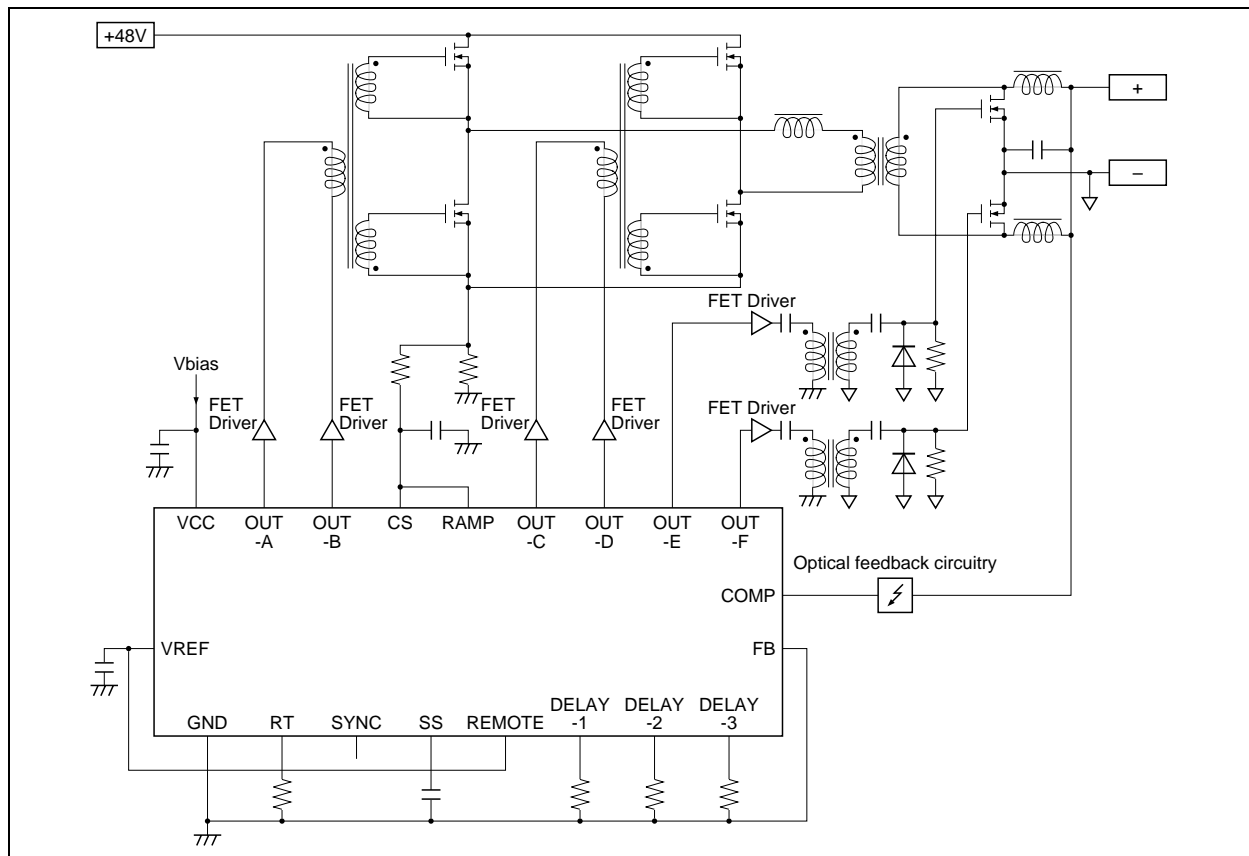 +48V
+
–
FET Driver
Vbias
FET
Driver
FET
Driver
FET
Driver
FET
Driver
FET Driver
VCC
OUT
-A
OUT
-B
CS
RAMP
OUT
-C
OUT
-D
OUT
-E
OUT
-F
Optical feedback circuitry
COMP
VREF
FB
GND
RT
SYNC
SS
REMOTE
DELAY
-1
DELAY
-2
DELAY
-3